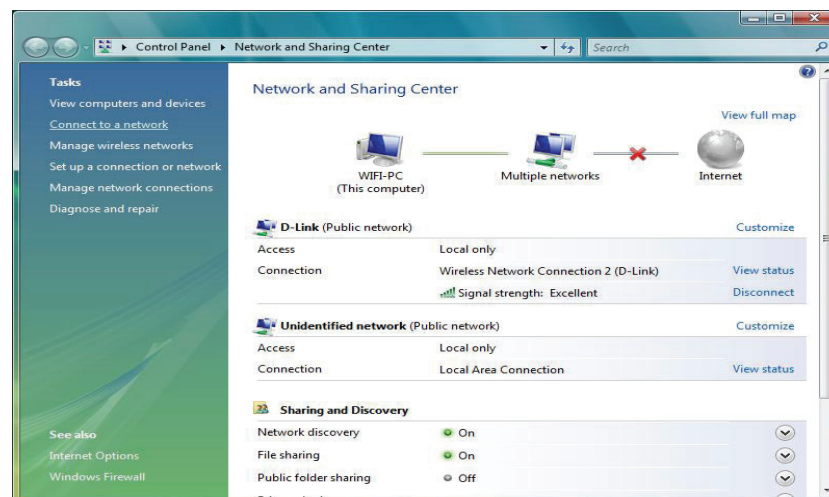 Control Panel ▸ Network and Sharing Center
Search
Tasks
View computers and devices
Connect to a network
Manage wireless networks
Set up a connection or network
Manage network connections
Diagnose and repair
See also
Internet Options
Windows Firewall
Network and Sharing Center
View full map
WIFI-PC
(This computer)
Multiple networks
Internet
D-Link (Public network) Customize
Access Local only
Connection Wireless Network Connection 2 (D-Link) View status
Signal strength: Excellent Disconnect
Unidentified network (Public network) Customize
Access Local only
Connection Local Area Connection View status
Sharing and Discovery
Network discovery On
File sharing On
Public folder sharing Off